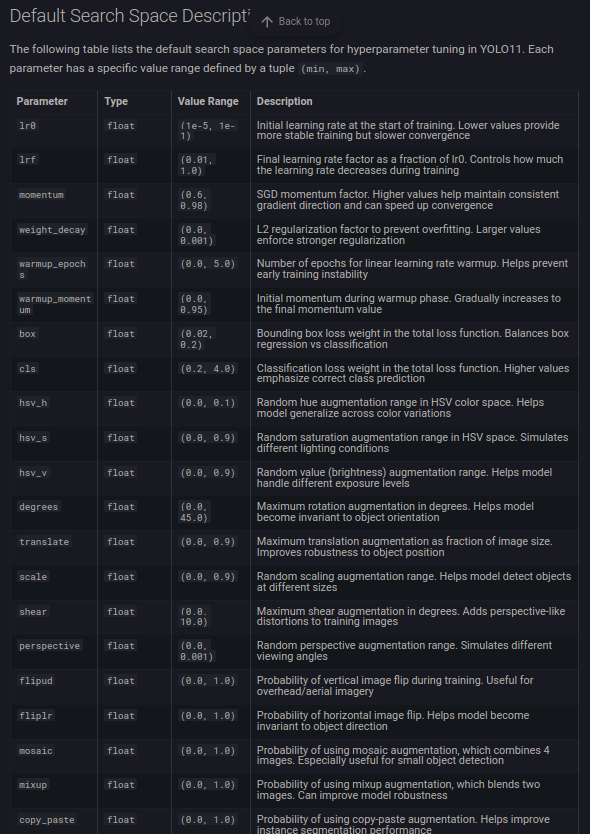 Default Search Space Descript
Back to top
The following table lists the default search space parameters for hyperparameter tuning in YOLO11. Each
parameter has a specific value range defined by a tuple (min, max).
Parameter Type Value Range Description
lr0 float (1e-5, 1e-
1) Initial learning rate at the start of training. Lower values provide
more stable training but slower convergence
lrf float (0.01,
1.0) Final learning rate factor as a fraction of lr0. Controls how much
the learning rate decreases during training
momentum float (0.6,
0.98) SGD momentum factor. Higher values help maintain consistent
gradient direction and can speed up convergence
weight_decay float (0.0,
0.001) L2 regularization factor to prevent overfitting. Larger values
enforce stronger regularization
warmup_epoch
s float (0.0, 5.0) Number of epochs for linear learning rate warmup. Helps prevent
early training instability
warmup_moment
um float (0.0,
0.95) Initial momentum during warmup phase. Gradually increases to
the final momentum value
box float (0.02,
0.2) Bounding box loss weight in the total loss function. Balances box
regression vs classification
cls float (0.2, 4.0) Classification loss weight in the total loss function. Higher values
emphasize correct class prediction
hsv_h float (0.0, 0.1) Random hue augmentation range in HSV color space. Helps
model generalize across color variations
hsv_s float (0.0, 0.9) Random saturation augmentation range in HSV space. Simulates
different lighting conditions
hsv_v float (0.0, 0.9) Random value (brightness) augmentation range. Helps model
handle different exposure levels
degrees float (0.0,
45.0) Maximum rotation augmentation in degrees. Helps model
become invariant to object orientation
translate float (0.0, 0.9) Maximum translation augmentation as fraction of image size.
Improves robustness to object position
scale float (0.0, 0.9) Random scaling augmentation range. Helps model detect objects
at different sizes
shear float (0.0,
10.0) Maximum shear augmentation in degrees. Adds perspective-like
distortions to training images
perspective float (0.0,
0.001) Random perspective augmentation range. Simulates different
viewing angles
flipud float (0.0, 1.0) Probability of vertical image flip during training. Useful for
overhead/aerial imagery
fliplr float (0.0, 1.0) Probability of horizontal image flip. Helps model become
invariant to object direction
mosaic float (0.0, 1.0) Probability of using mosaic augmentation, which combines 4
images. Especially useful for small object detection
mixup float (0.0, 1.0) Probability of using mixup augmentation, which blends two
images. Can improve model robustness
copy_paste float (0.0, 1.0) Probability of using copy-paste augmentation. Helps improve
instance segmentation performance